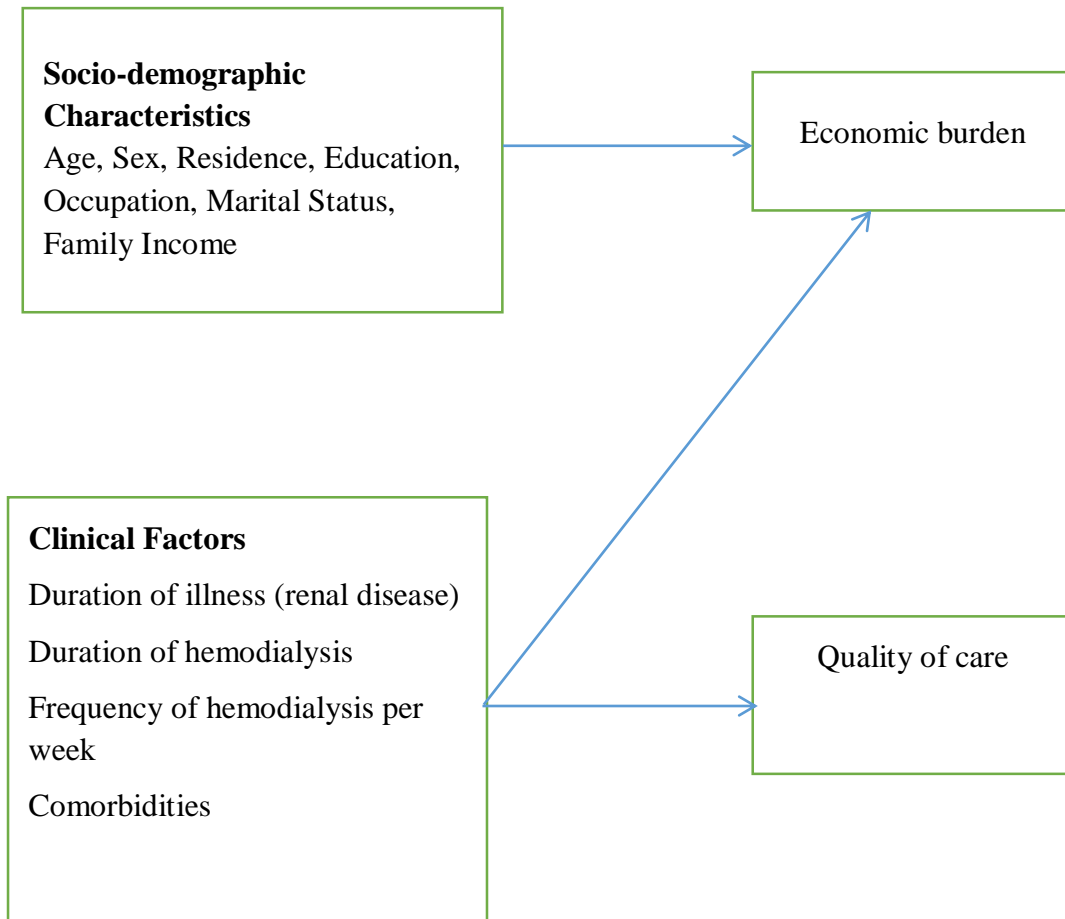 Socio-demographic
Characteristics
Age, Sex, Residence, Education,
Occupation, Marital Status,
Family Income
Economic burden
Clinical Factors
Duration of illness (renal disease)
Duration of hemodialysis
Frequency of hemodialysis per
week
Comorbidities
Quality of care